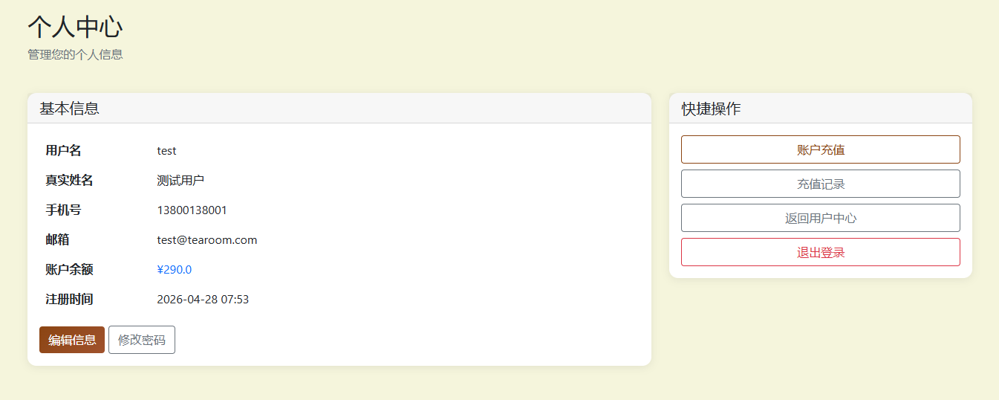 个人中心
管理您的个人信息
基本信息
用户名 test
真实姓名 测试用户
手机号 13800138001
邮箱 test@tearoom.com
账户余额 ¥290.0
注册时间 2026-04-28 07:53
编辑信息 修改密码
快捷操作
账户充值
充值记录
返回用户中心
退出登录